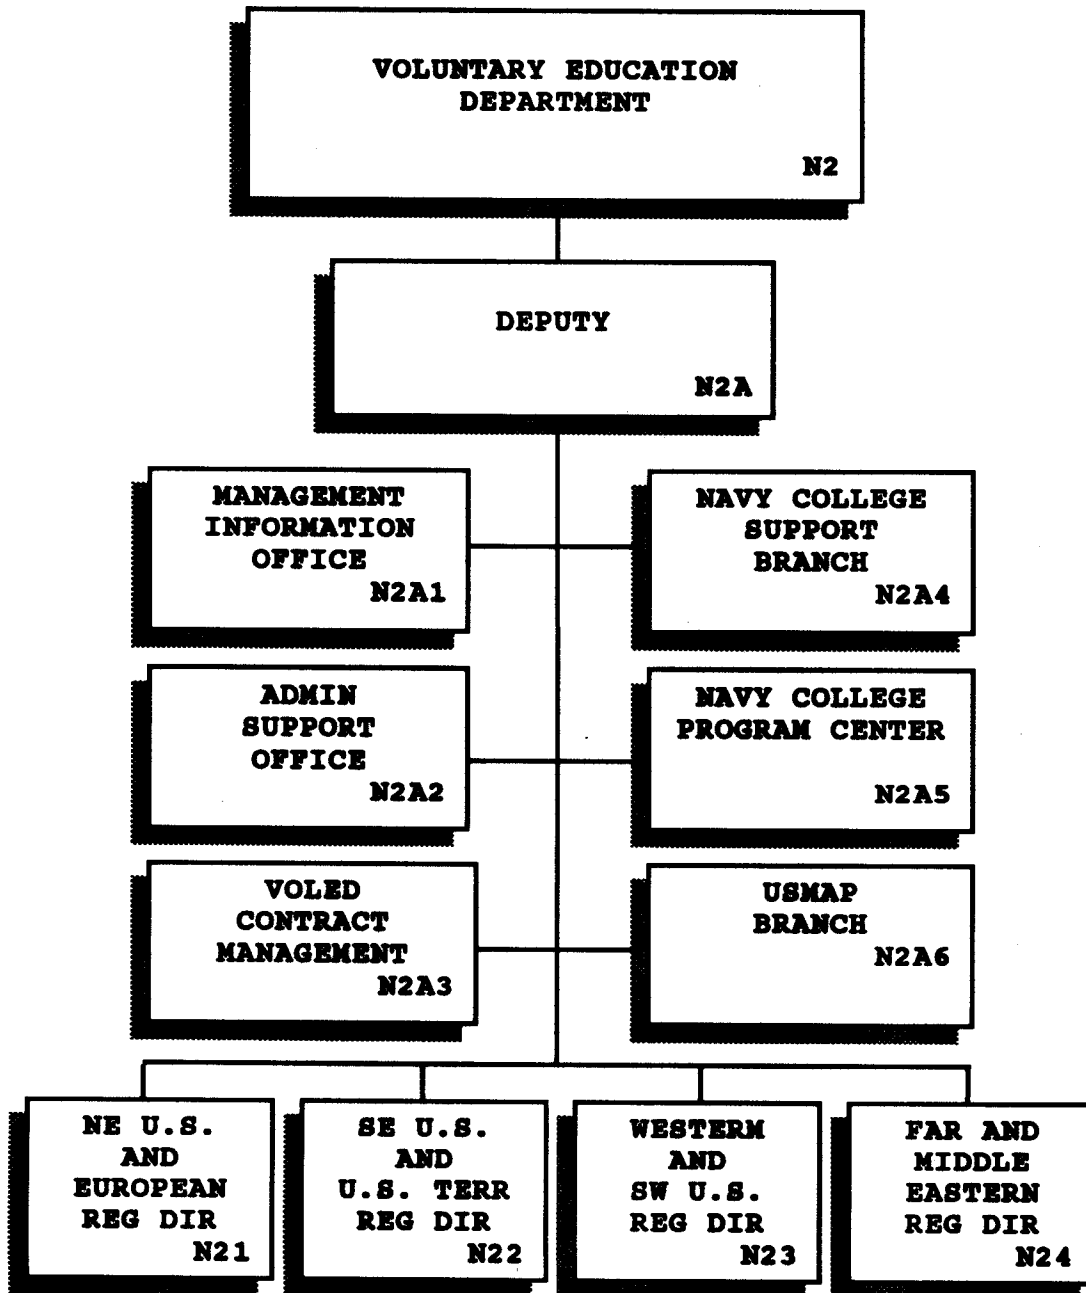 VOLUNTARY EDUCATION
DEPARTMENT
N2
DEPUTY
N2A
MANAGEMENT
INFORMATION
OFFICE
N2A1
NAVY COLLEGE
SUPPORT
BRANCH
N2A4
ADMIN
SUPPORT
OFFICE
N2A2
NAVY COLLEGE
PROGRAM CENTER
N2A5
VOLED
CONTRACT
MANAGEMENT
N2A3
USMAP
BRANCH
N2A6
NE U.S.
AND
EUROPEAN
REG DIR
N21
SE U.S.
AND
U.S. TERR
REG DIR
N22
WESTERM
AND
SW U.S.
REG DIR
N23
FAR AND
MIDDLE
EASTERN
REG DIR
N24